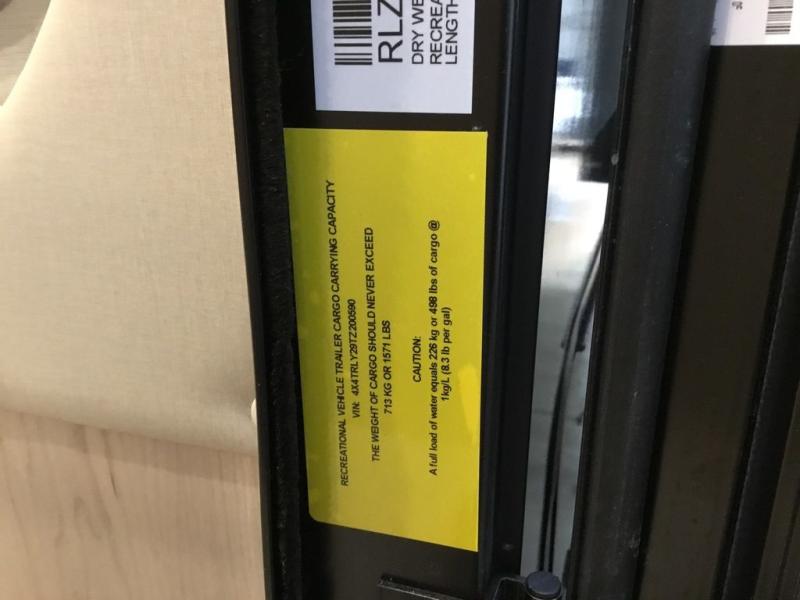 RLZ
DRY WE
RECREA
LENGTH
RECREATIONAL VEHICLE TRAILER CARGO CARRYING CAPACITY
VIN: 4X4TRLY29TZ200590
THE WEIGHT OF CARGO SHOULD NEVER EXCEED
713 KG OR 1571 LBS
CAUTION:
A full load of water equals 226 kg or 498 lbs of cargo @
1kg/L (8.3 lb per gal)